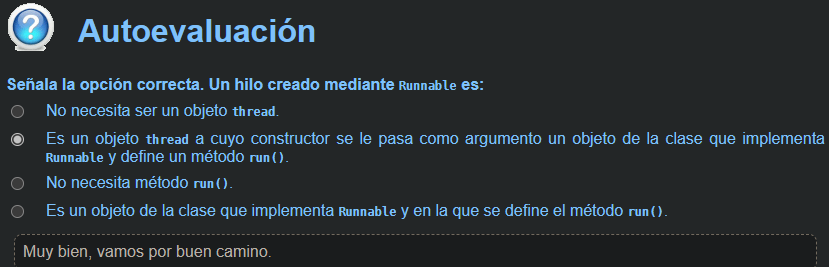 Autoevaluación
Señala la opción correcta. Un hilo creado mediante Runnable es:
No necesita ser un objeto thread.
Es un objeto thread a cuyo constructor se le pasa como argumento un objeto de la clase que implementa
Runnable y define un método run().
No necesita método run().
Es un objeto de la clase que implementa Runnable y en la que se define el método run().
Muy bien, vamos por buen camino.